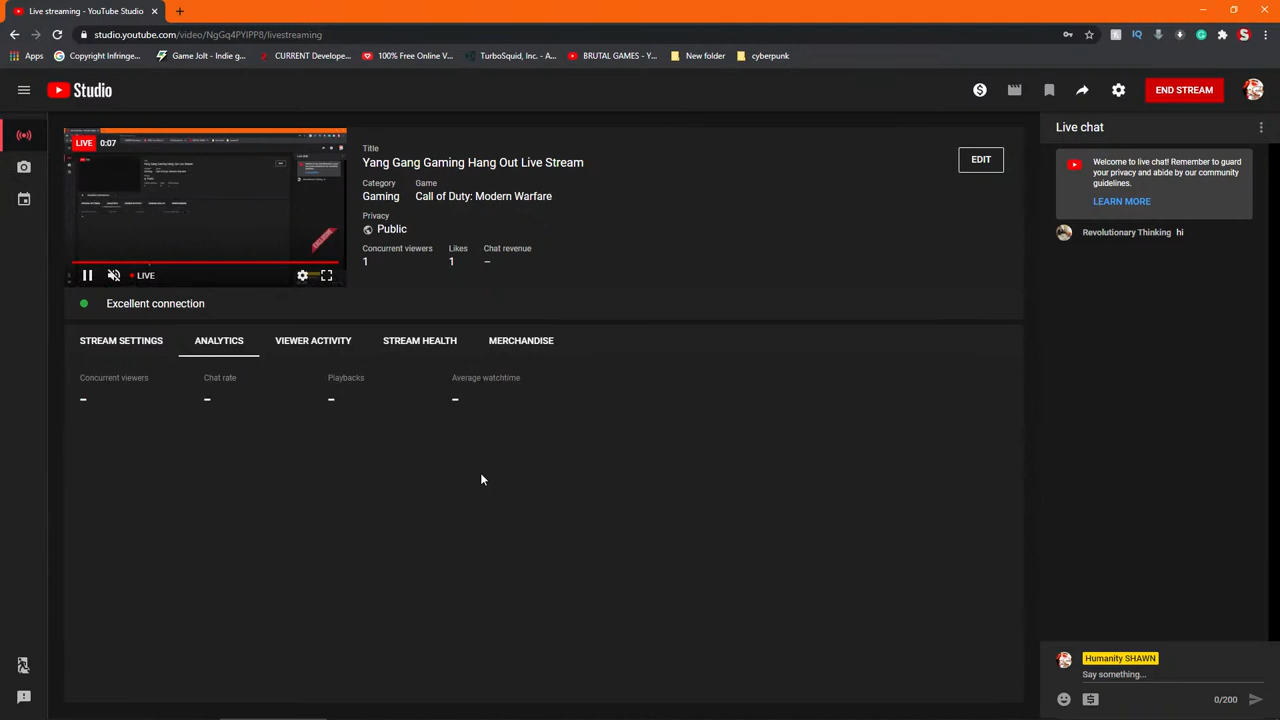 Live streaming - YouTube Studio
studio.youtube.com/video/NgGq4PYIPP8/livestreaming
Apps Copyright Infringe... Game Jolt - Indie g... CURRENT Develope... 100% Free Online V... TurboSquid, Inc. - A... BRUTAL GAMES - Y... New folder cyberpunk
Studio
END STREAM
LIVE 0:07
LIVE
Title
Yang Gang Gaming Hang Out Live Stream
EDIT
Category Game
Gaming Call of Duty: Modern Warfare
Privacy
Public
Concurrent viewers Likes Chat revenue
1 1 –
Excellent connection
STREAM SETTINGS ANALYTICS VIEWER ACTIVITY STREAM HEALTH MERCHANDISE
Concurrent viewers Chat rate Playbacks Average watchtime
– – – –
Live chat
Welcome to live chat! Remember to guard
your privacy and abide by our community
guidelines.
LEARN MORE
Revolutionary Thinking hi
Humanity SHAWN
Say something...
0/200